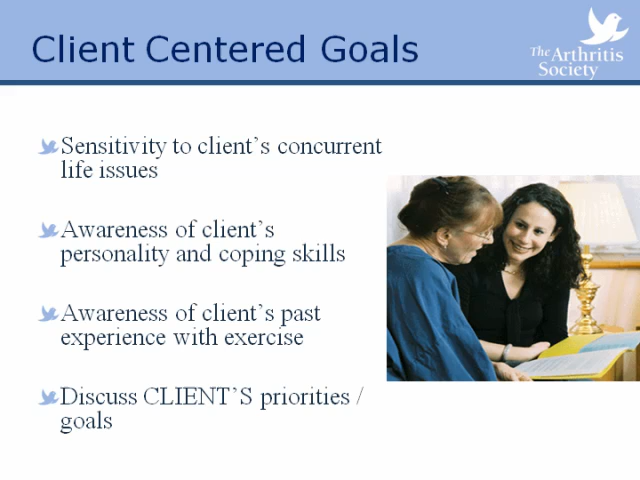 Client Centered Goals
The Arthritis
Society
Sensitivity to client’s concurrent
life issues
Awareness of client’s
personality and coping skills
Awareness of client’s past
experience with exercise
Discuss CLIENT’S priorities /
goals